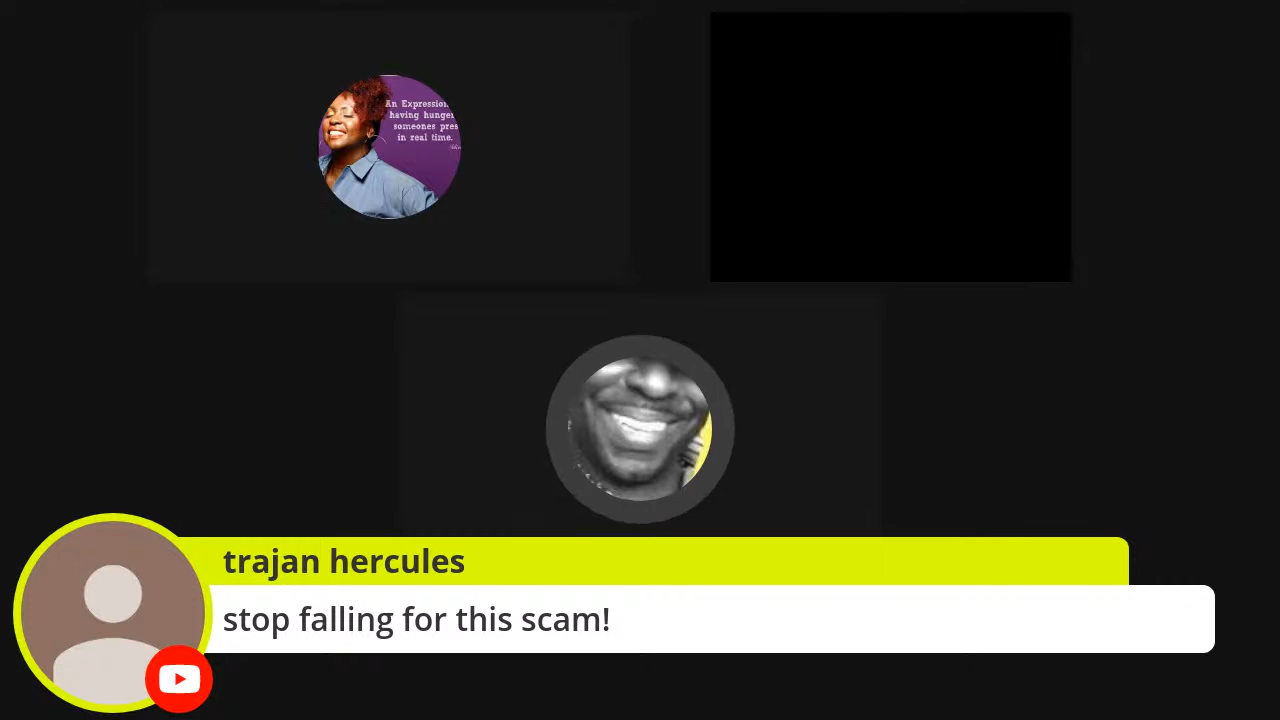 An Expression
having hunger
someones pres
in real time.
trajan hercules
stop falling for this scam!